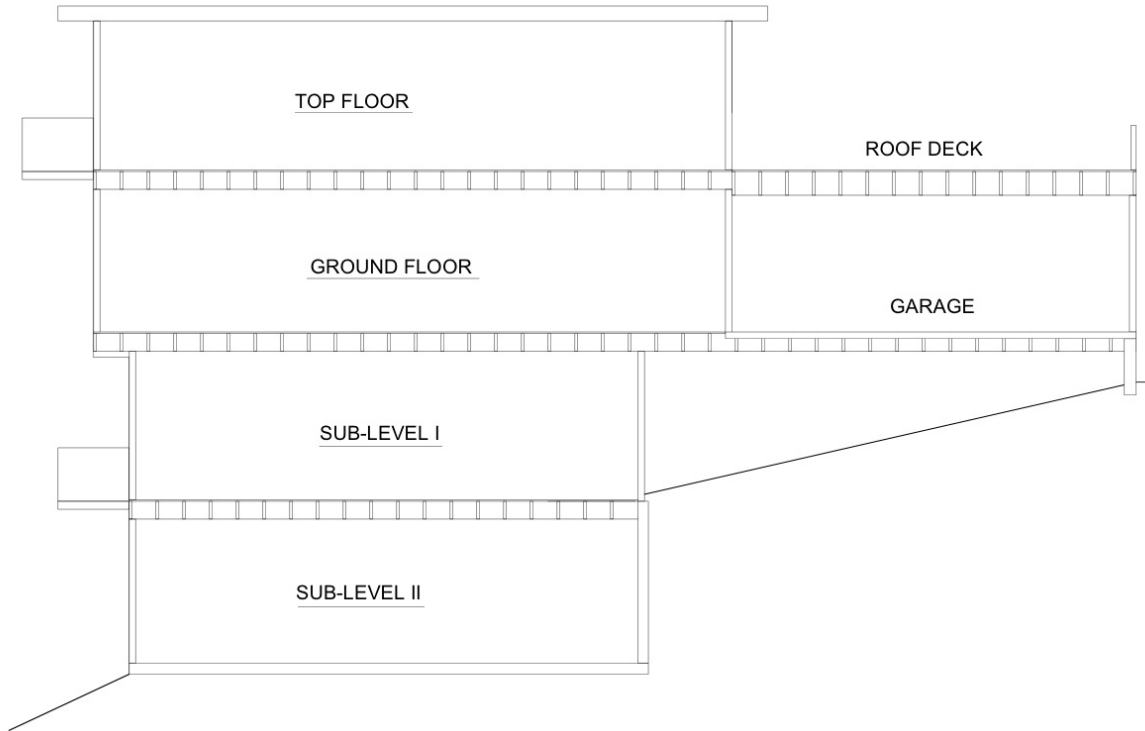 TOP FLOOR
ROOF DECK
GROUND FLOOR
GARAGE
SUB-LEVEL I
SUB-LEVEL II